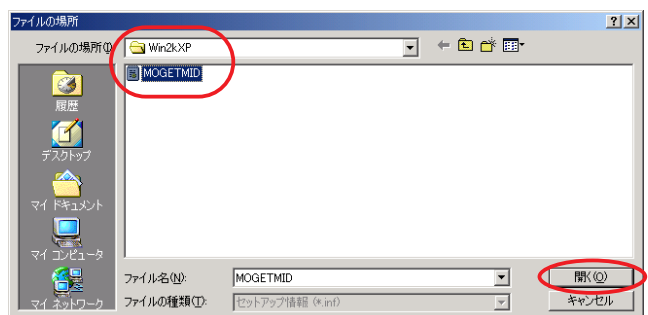 ファイルの場所
ファイルの場所(I)
Win2kXP
MOGETMID
履歴
デスクトップ
マイ ドキュメント
マイ コンピュータ
マイ ネットワーク
ファイル名(N):
MOGETMID
開く(O)
ファイルの種類(T):
セットアップ情報 (*.inf)
キャンセル